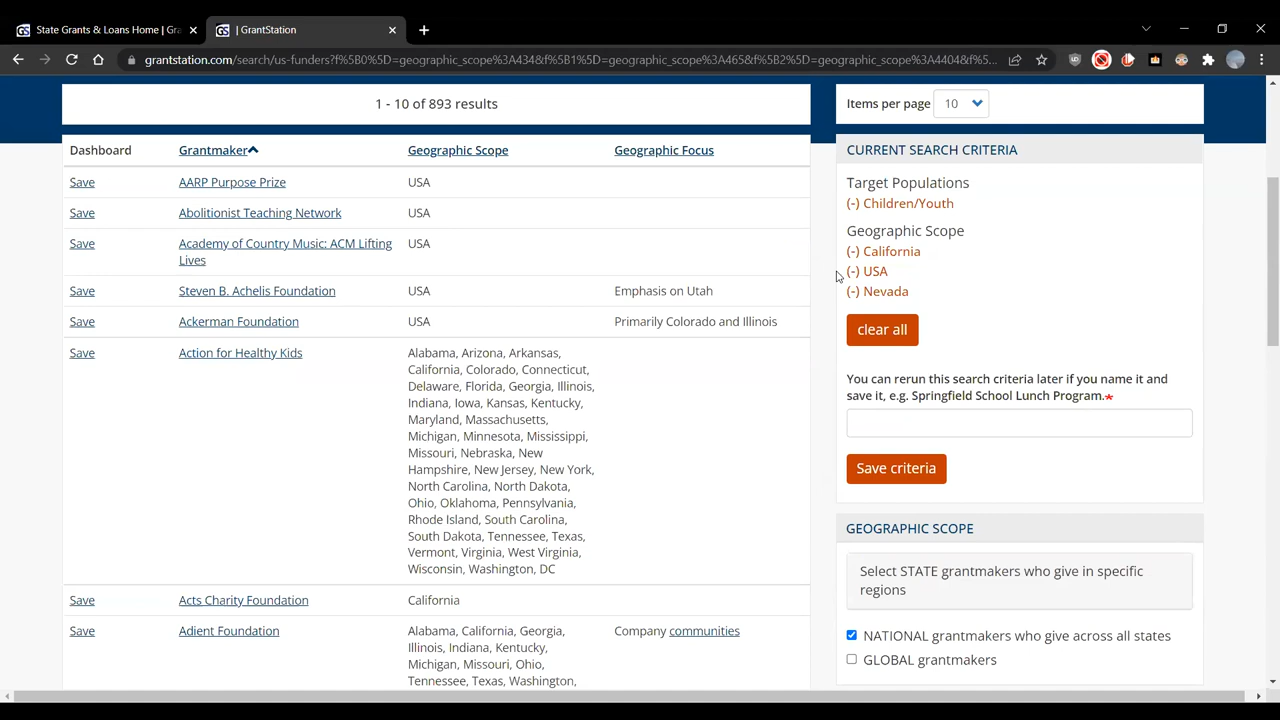 State Grants & Loans Home | Gra
| GrantStation
grantstation.com/search/us-funders?f%5B0%5D=geographic_scope%3A434&f%5B1%5D=geographic_scope%3A465&f%5B2%5D=geographic_scope%3A4404&f%5...
1 - 10 of 893 results
Items per page 10
Dashboard Grantmaker Geographic Scope Geographic Focus
Save AARP Purpose Prize USA
Save Abolitionist Teaching Network USA
Save Academy of Country Music: ACM Lifting USA
Lives
Save Steven B. Achelis Foundation USA Emphasis on Utah
Save Ackerman Foundation USA Primarily Colorado and Illinois
Save Action for Healthy Kids Alabama, Arizona, Arkansas,
California, Colorado, Connecticut,
Delaware, Florida, Georgia, Illinois,
Indiana, Iowa, Kansas, Kentucky,
Maryland, Massachusetts,
Michigan, Minnesota, Mississippi,
Missouri, Nebraska, New
Hampshire, New Jersey, New York,
North Carolina, North Dakota,
Ohio, Oklahoma, Pennsylvania,
Rhode Island, South Carolina,
South Dakota, Tennessee, Texas,
Vermont, Virginia, West Virginia,
Wisconsin, Washington, DC
Save Acts Charity Foundation California
Save Adient Foundation Alabama, California, Georgia, Company communities
Illinois, Indiana, Kentucky,
Michigan, Missouri, Ohio,
Tennessee, Texas, Washington,
CURRENT SEARCH CRITERIA
Target Populations
(-) Children/Youth
Geographic Scope
(-) California
(-) USA
(-) Nevada
clear all
You can rerun this search criteria later if you name it and
save it, e.g. Springfield School Lunch Program.*
Save criteria
GEOGRAPHIC SCOPE
Select STATE grantmakers who give in specific
regions
NATIONAL grantmakers who give across all states
GLOBAL grantmakers